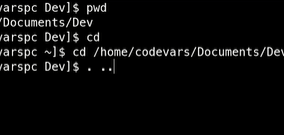 varspc Dev]$ pwd
/Documents/Dev
varspc Dev]$ cd
varspc ~]$ cd /home/codevars/Documents/Dev
varspc Dev]$ . ..